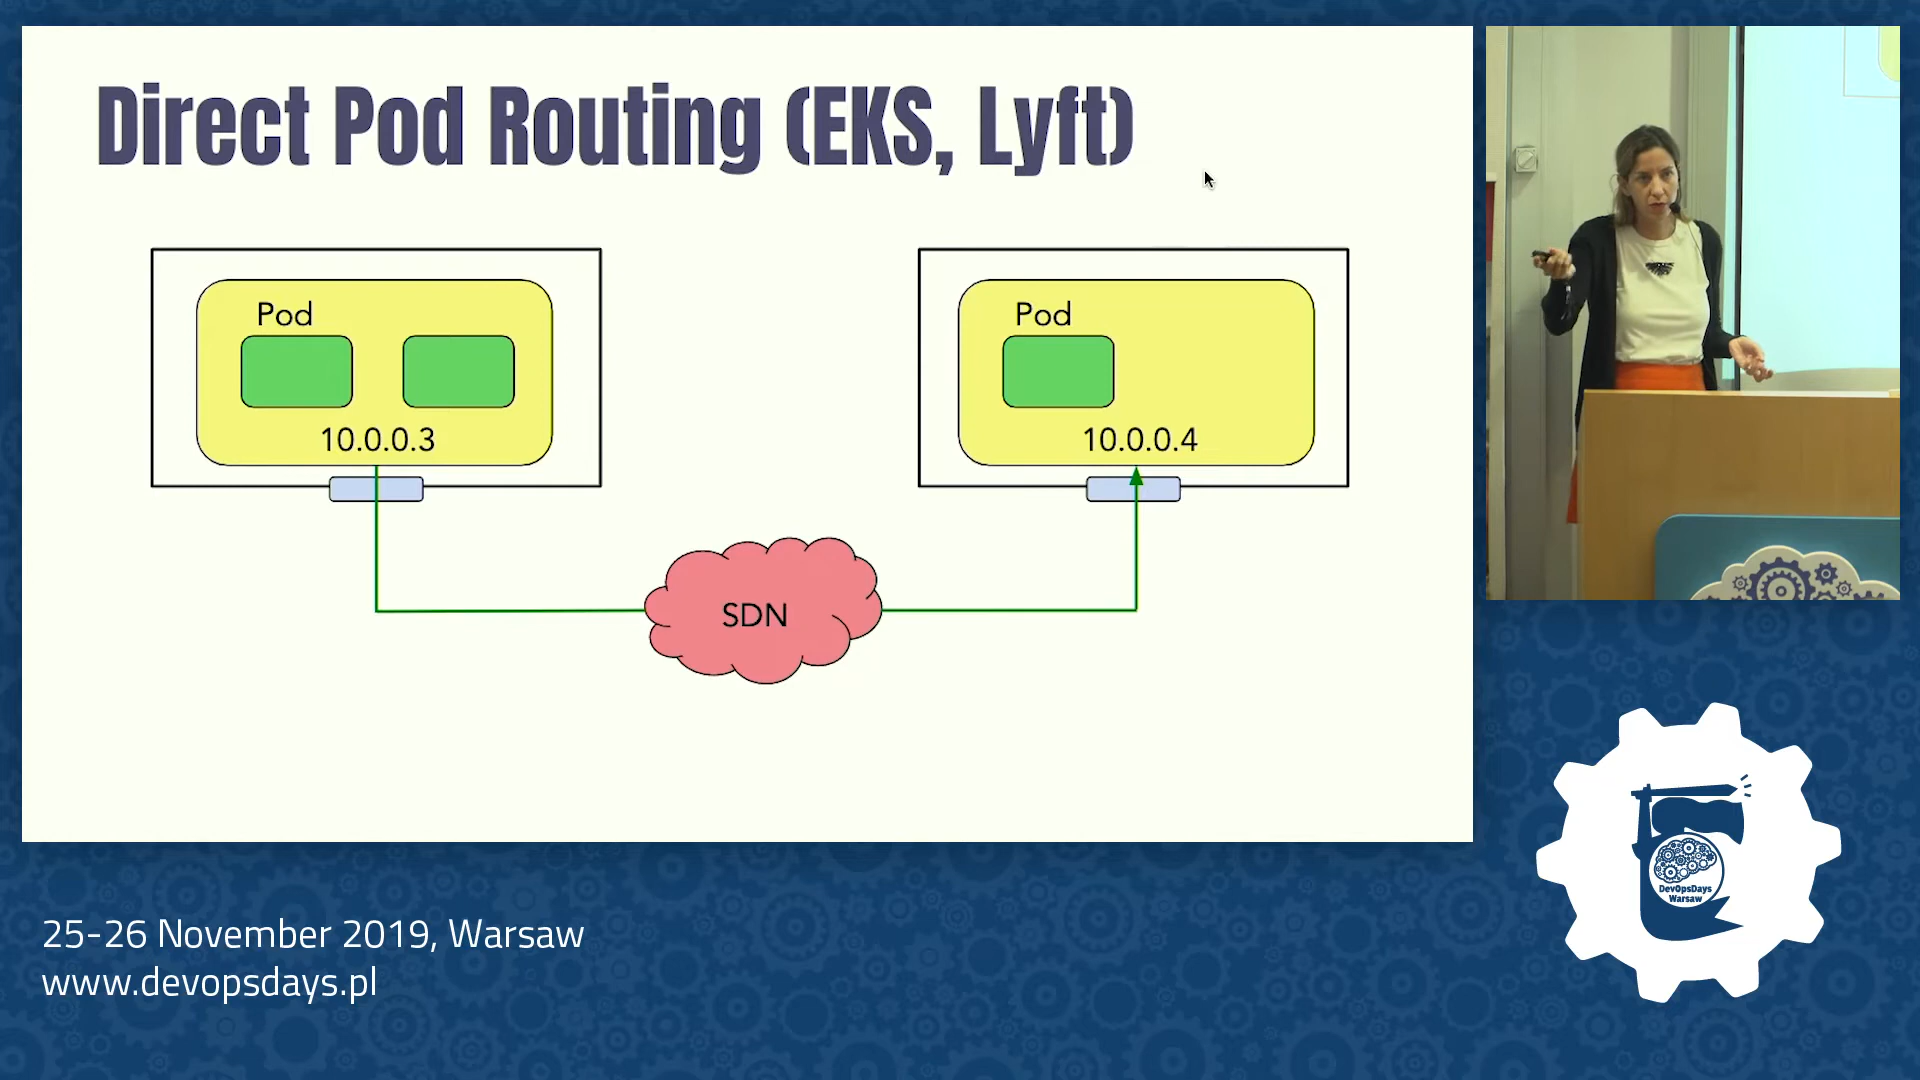 Direct Pod Routing (EKS, Lyft)
Pod
10.0.0.3
Pod
10.0.0.4
SDN
25-26 November 2019, Warsaw
www.devopsdays.pl
DevOpsDays
Warsaw